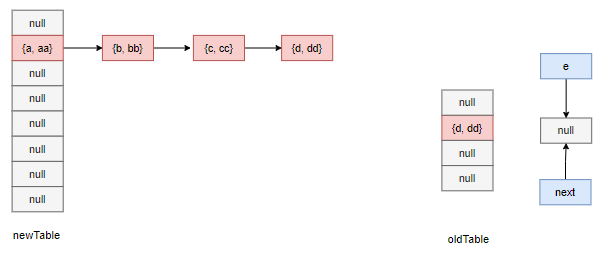 null
{a, aa}
{b, bb}
{c, cc}
{d, dd}
null
null
null
null
null
null
newTable
null
{d, dd}
null
null
oldTable
e
null
next